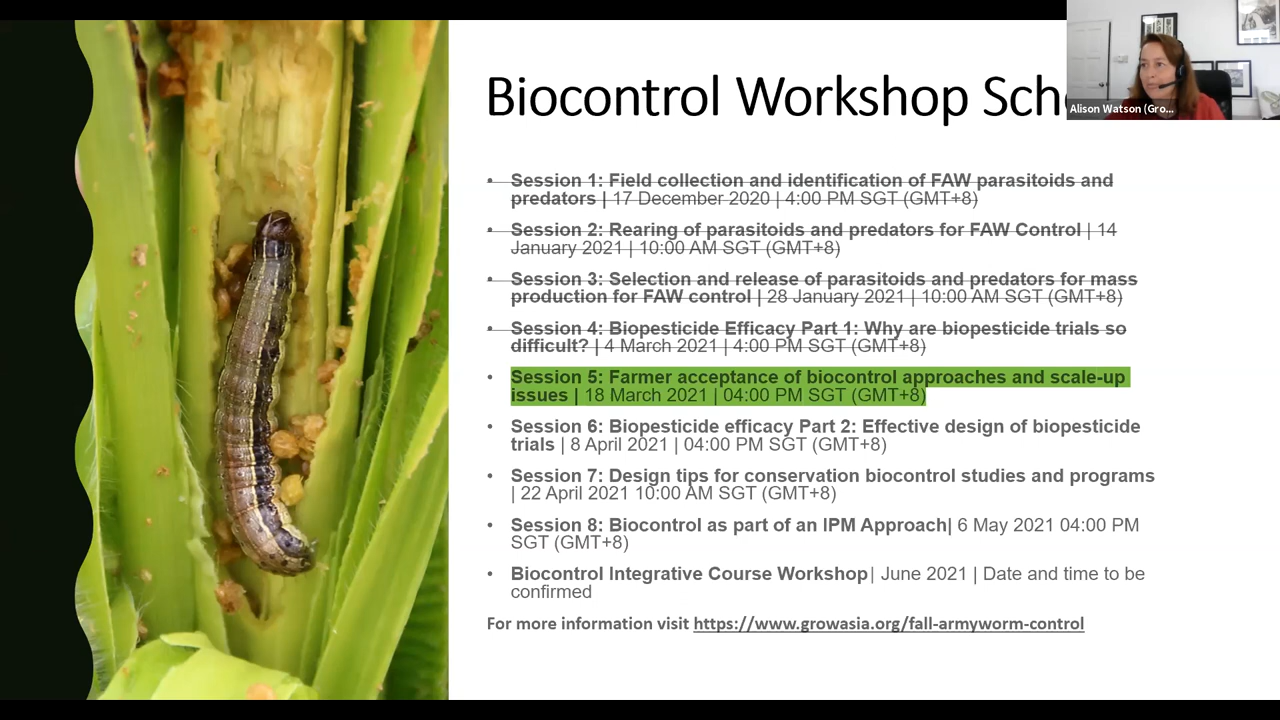 Biocontrol Workshop Sch
Alison Watson (Gro...
• Session 1: Field collection and identification of FAW parasitoids and
predators | 17 December 2020 | 4:00 PM SGT (GMT+8)
• Session 2: Rearing of parasitoids and predators for FAW Control | 14
January 2021 | 10:00 AM SGT (GMT+8)
• Session 3: Selection and release of parasitoids and predators for mass
production for FAW control | 28 January 2021 | 10:00 AM SGT (GMT+8)
• Session 4: Biopesticide Efficacy Part 1: Why are biopesticide trials so
difficult? | 4 March 2021 | 4:00 PM SGT (GMT+8)
• Session 5: Farmer acceptance of biocontrol approaches and scale-up
issues | 18 March 2021 | 04:00 PM SGT (GMT+8)
• Session 6: Biopesticide efficacy Part 2: Effective design of biopesticide
trials | 8 April 2021 | 04:00 PM SGT (GMT+8)
• Session 7: Design tips for conservation biocontrol studies and programs
| 22 April 2021 10:00 AM SGT (GMT+8)
• Session 8: Biocontrol as part of an IPM Approach| 6 May 2021 04:00 PM
SGT (GMT+8)
• Biocontrol Integrative Course Workshop| June 2021 | Date and time to be
confirmed
For more information visit https://www.growasia.org/fall-armyworm-control